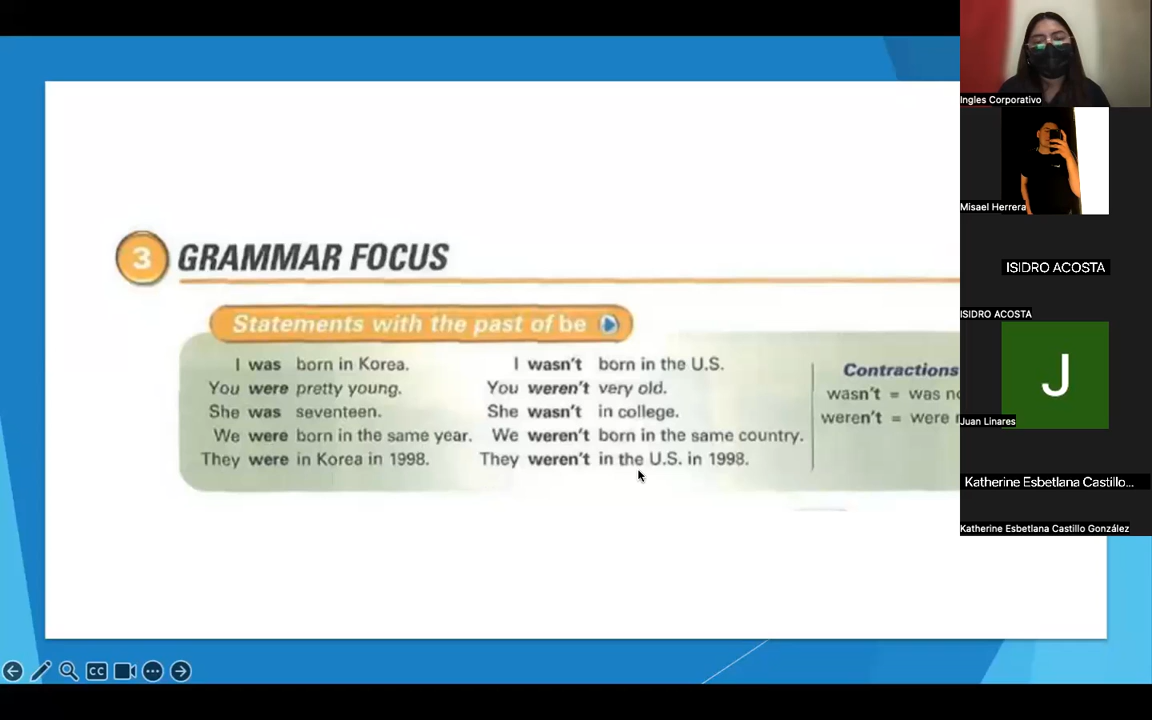 3 GRAMMAR FOCUS
Statements with the past of be
I was born in Korea. I wasn't born in the U.S.
You were pretty young. You weren't very old.
She was seventeen. She wasn't in college.
We were born in the same year. We weren't born in the same country.
They were in Korea in 1998. They weren't in the U.S. in 1998.
Contractions
wasn't = was no
weren't = were
CC
Ingles Corporativo
Misael Herrera
ISIDRO ACOSTA
ISIDRO ACOSTA
J
Juan Linares
Katherine Esbetlana Castillo...
Katherine Esbetlana Castillo González